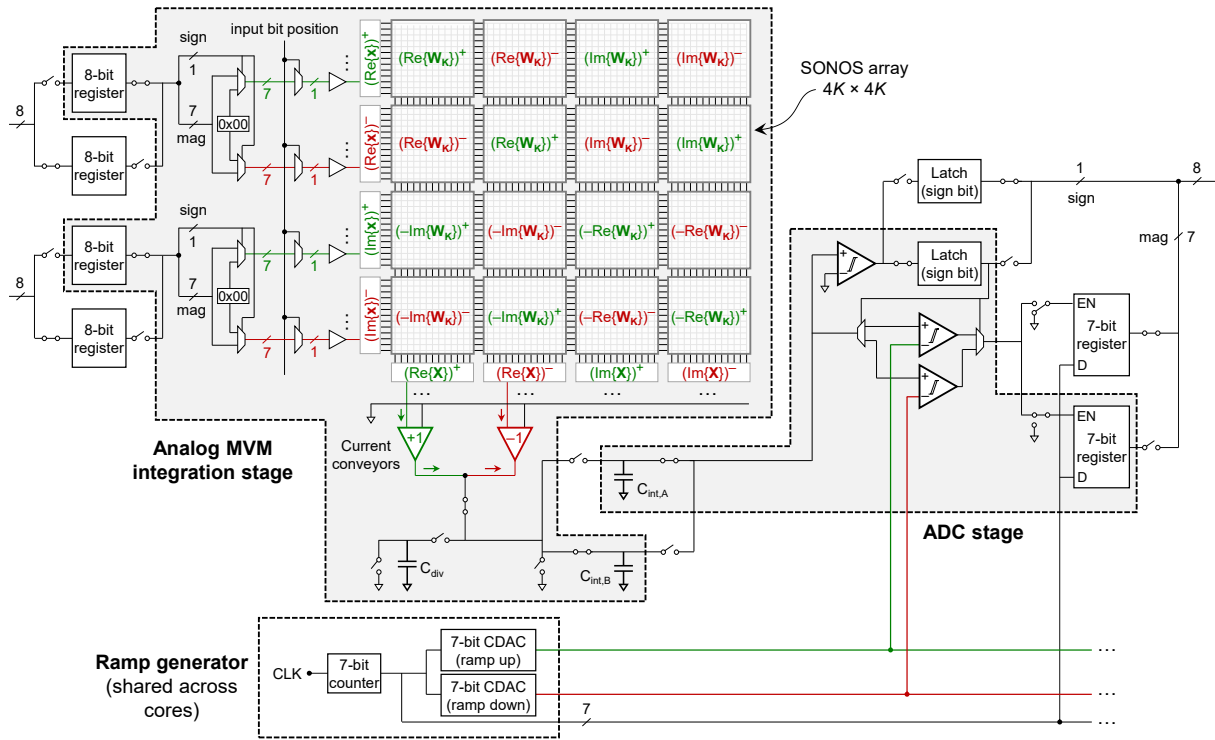 input bit position
sign
1
8
8-bit
register
7
mag
0x00
7
1
8-bit
register
7
1
sign
1
8
8-bit
register
7
mag
0x00
7
1
8-bit
register
7
1
(Re{x})+
(Re{x})–
(Im{x})+
(Im{x})–
(Re{WK})+
(Re{WK})–
(Im{WK})+
(Im{WK})–
(Re{WK})–
(Re{WK})+
(Im{WK})–
(Im{WK})+
(–Im{WK})+
(–Im{WK})–
(–Re{WK})+
(–Re{WK})–
(–Im{WK})–
(–Im{WK})+
(–Re{WK})–
(–Re{WK})+
(Re{X})+
(Re{X})–
(Im{X})+
(Im{X})–
SONOS array
4K × 4K
Analog MVM
integration stage
Current
conveyors
+1
–1
Cdiv
Cint,A
Cint,B
Latch
(sign bit)
1
sign
8
Latch
(sign bit)
mag
7
EN
7-bit
register
D
EN
7-bit
register
D
ADC stage
Ramp generator
(shared across
cores)
CLK
7-bit
counter
7-bit CDAC
(ramp up)
7-bit CDAC
(ramp down)
7